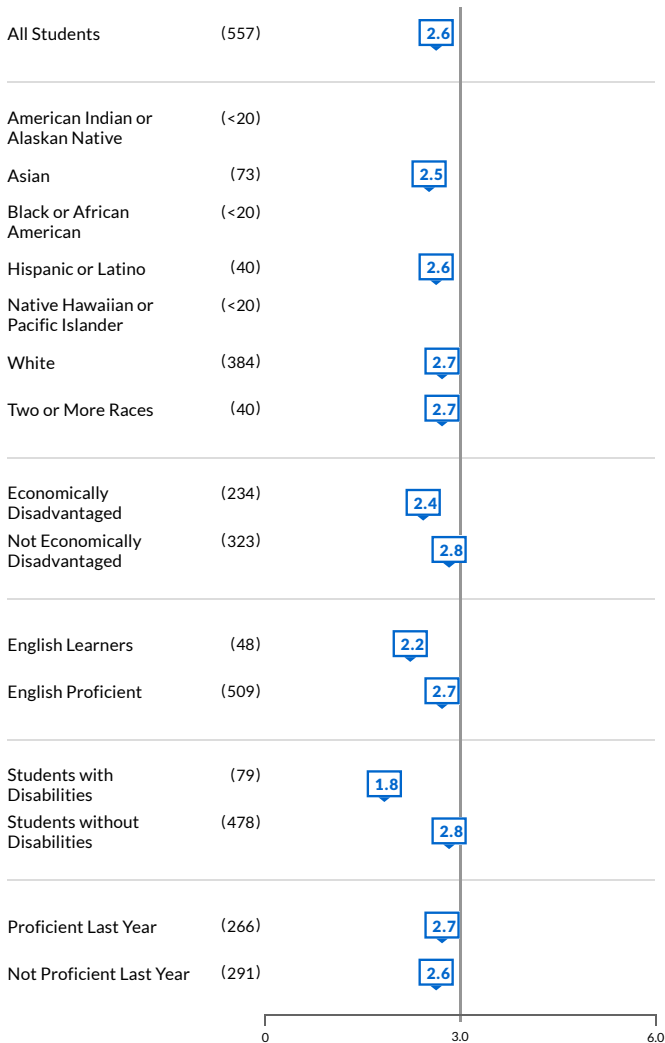 All Students (557) 2.6
American Indian or (<20)
Alaskan Native
Asian (73) 2.5
Black or African (<20)
American
Hispanic or Latino (40) 2.6
Native Hawaiian or (<20)
Pacific Islander
White (384) 2.7
Two or More Races (40) 2.7
Economically (234) 2.4
Disadvantaged
Not Economically (323) 2.8
Disadvantaged
English Learners (48) 2.2
English Proficient (509) 2.7
Students with (79) 1.8
Disabilities
Students without (478) 2.8
Disabilities
Proficient Last Year (266) 2.7
Not Proficient Last Year (291) 2.6
0 3.0 6.0